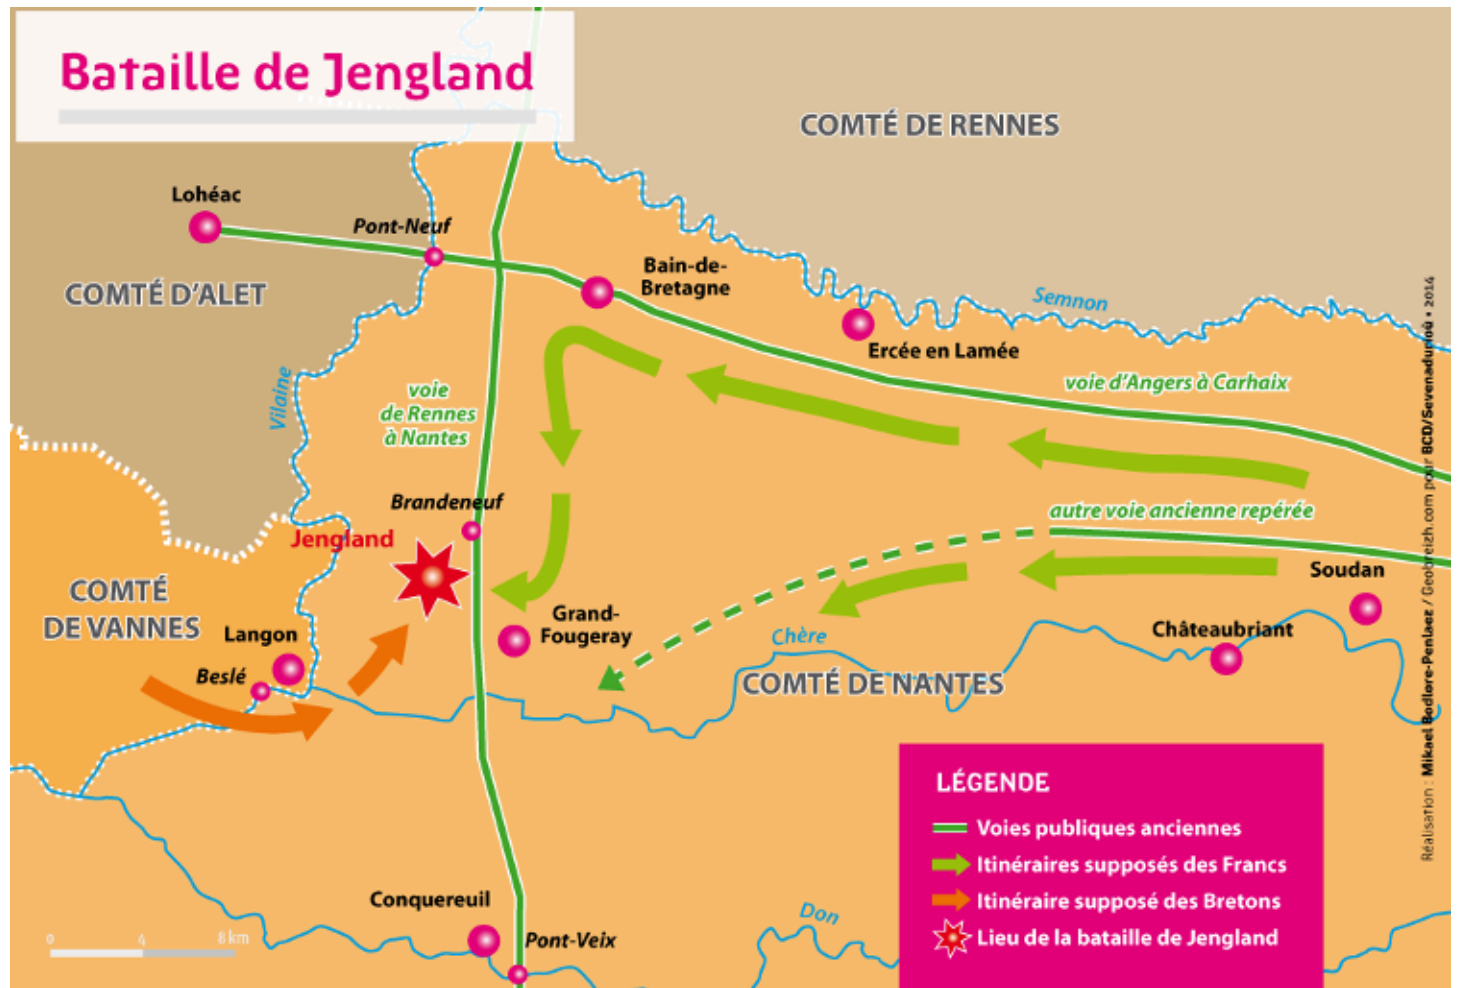 Bataille de Jengland
COMTÉ DE RENNES
Lohéac
Pont-Neuf
COMTÉ D'ALET
Bain-de-
Bretagne
Semnon
Ercée en Lamée
Vilaine
voie
de Rennes
à Nantes
voie d'Angers à Carhaix
Brandeneuf
autre voie ancienne repérée
Jengland
Soudan
COMTÉ
DE VANNES
Langon
Beslé
Grand-
Fougeray
Chère
Châteaubriant
COMTÉ DE NANTES
LÉGENDE
Voies publiques anciennes
Itinéraires supposés des Francs
Itinéraire supposé des Bretons
Lieu de la bataille de Jengland
Conquereuil
Pont-Veix
Don
0 4 8 km
Réalisation : Mikael Bodlore-Penlaez / Geobreizh.com pour BCD/Sevenadurioù • 2014